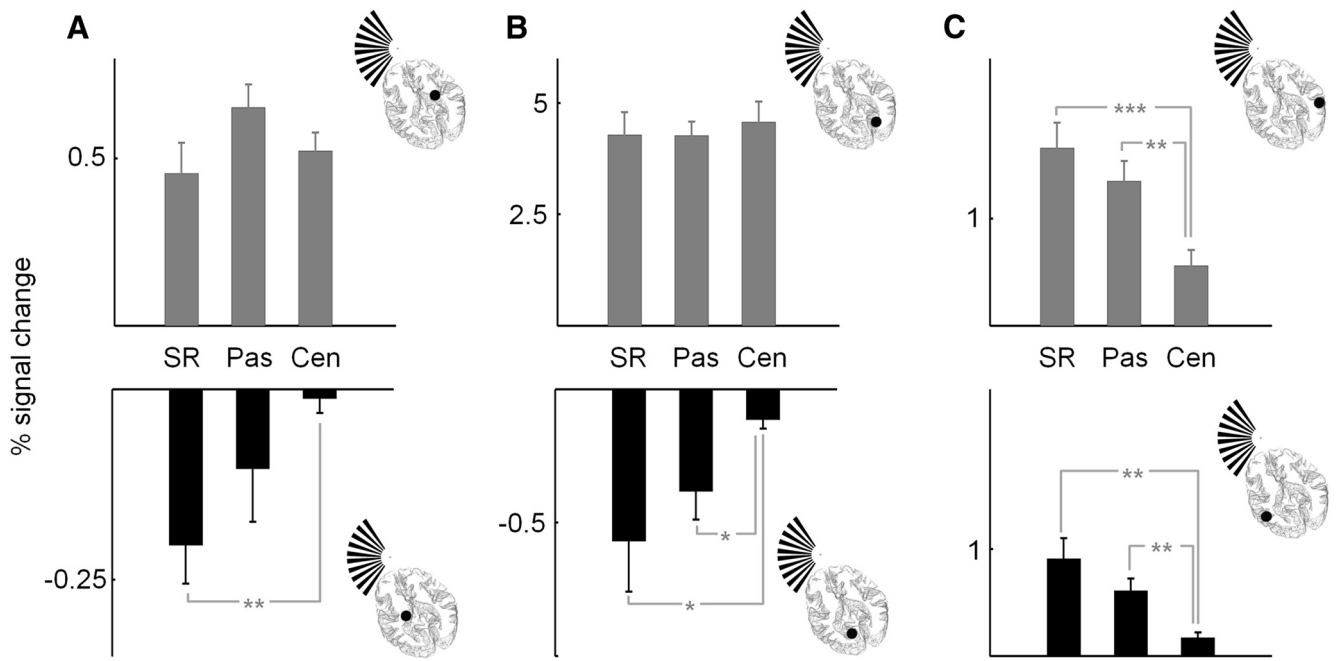 A
B
C
% signal change
0.5
SR Pas Cen
-0.25
**
5
2.5
SR Pas Cen
-0.5
*
*
***
**
1
SR Pas Cen
**
**
1